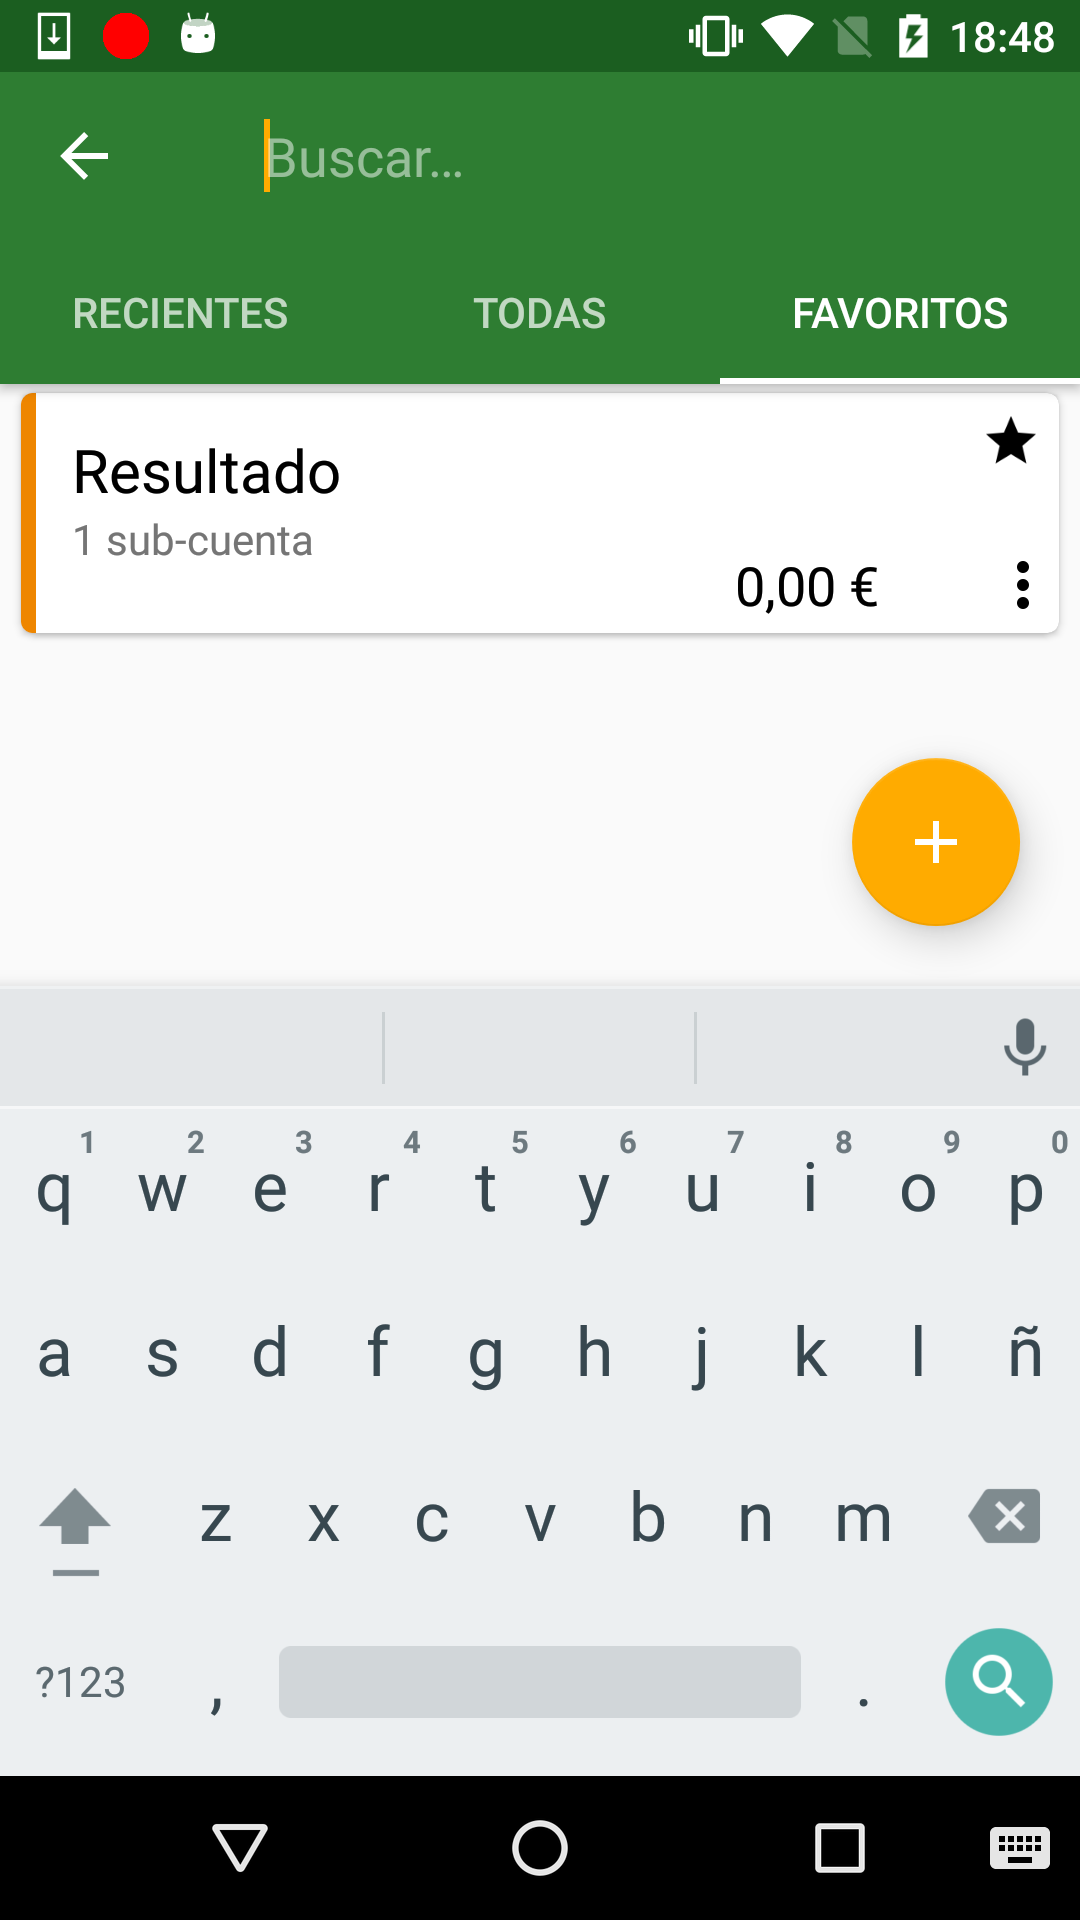 18:48
Buscar...
RECIENTES TODAS FAVORITOS
Resultado
1 sub-cuenta
0,00 €
1 2 3 4 5 6 7 8 9 0
q w e r t y u i o p
a s d f g h j k l ñ
z x c v b n m
?123 , .